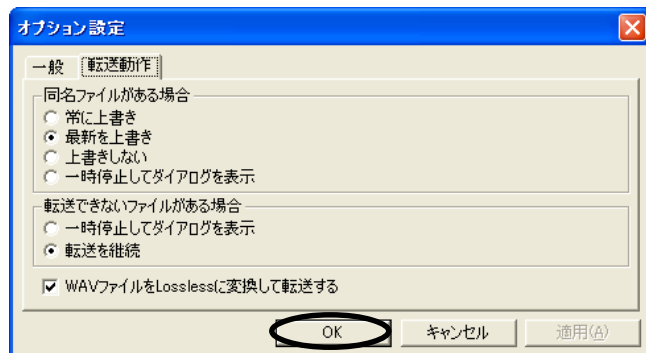 オプション設定
一般 転送動作
同名ファイルがある場合
常に上書き
最新を上書き
上書きしない
一時停止してダイアログを表示
転送できないファイルがある場合
一時停止してダイアログを表示
転送を継続
WAVファイルをLosslessに変換して転送する
OK キャンセル 適用(A)